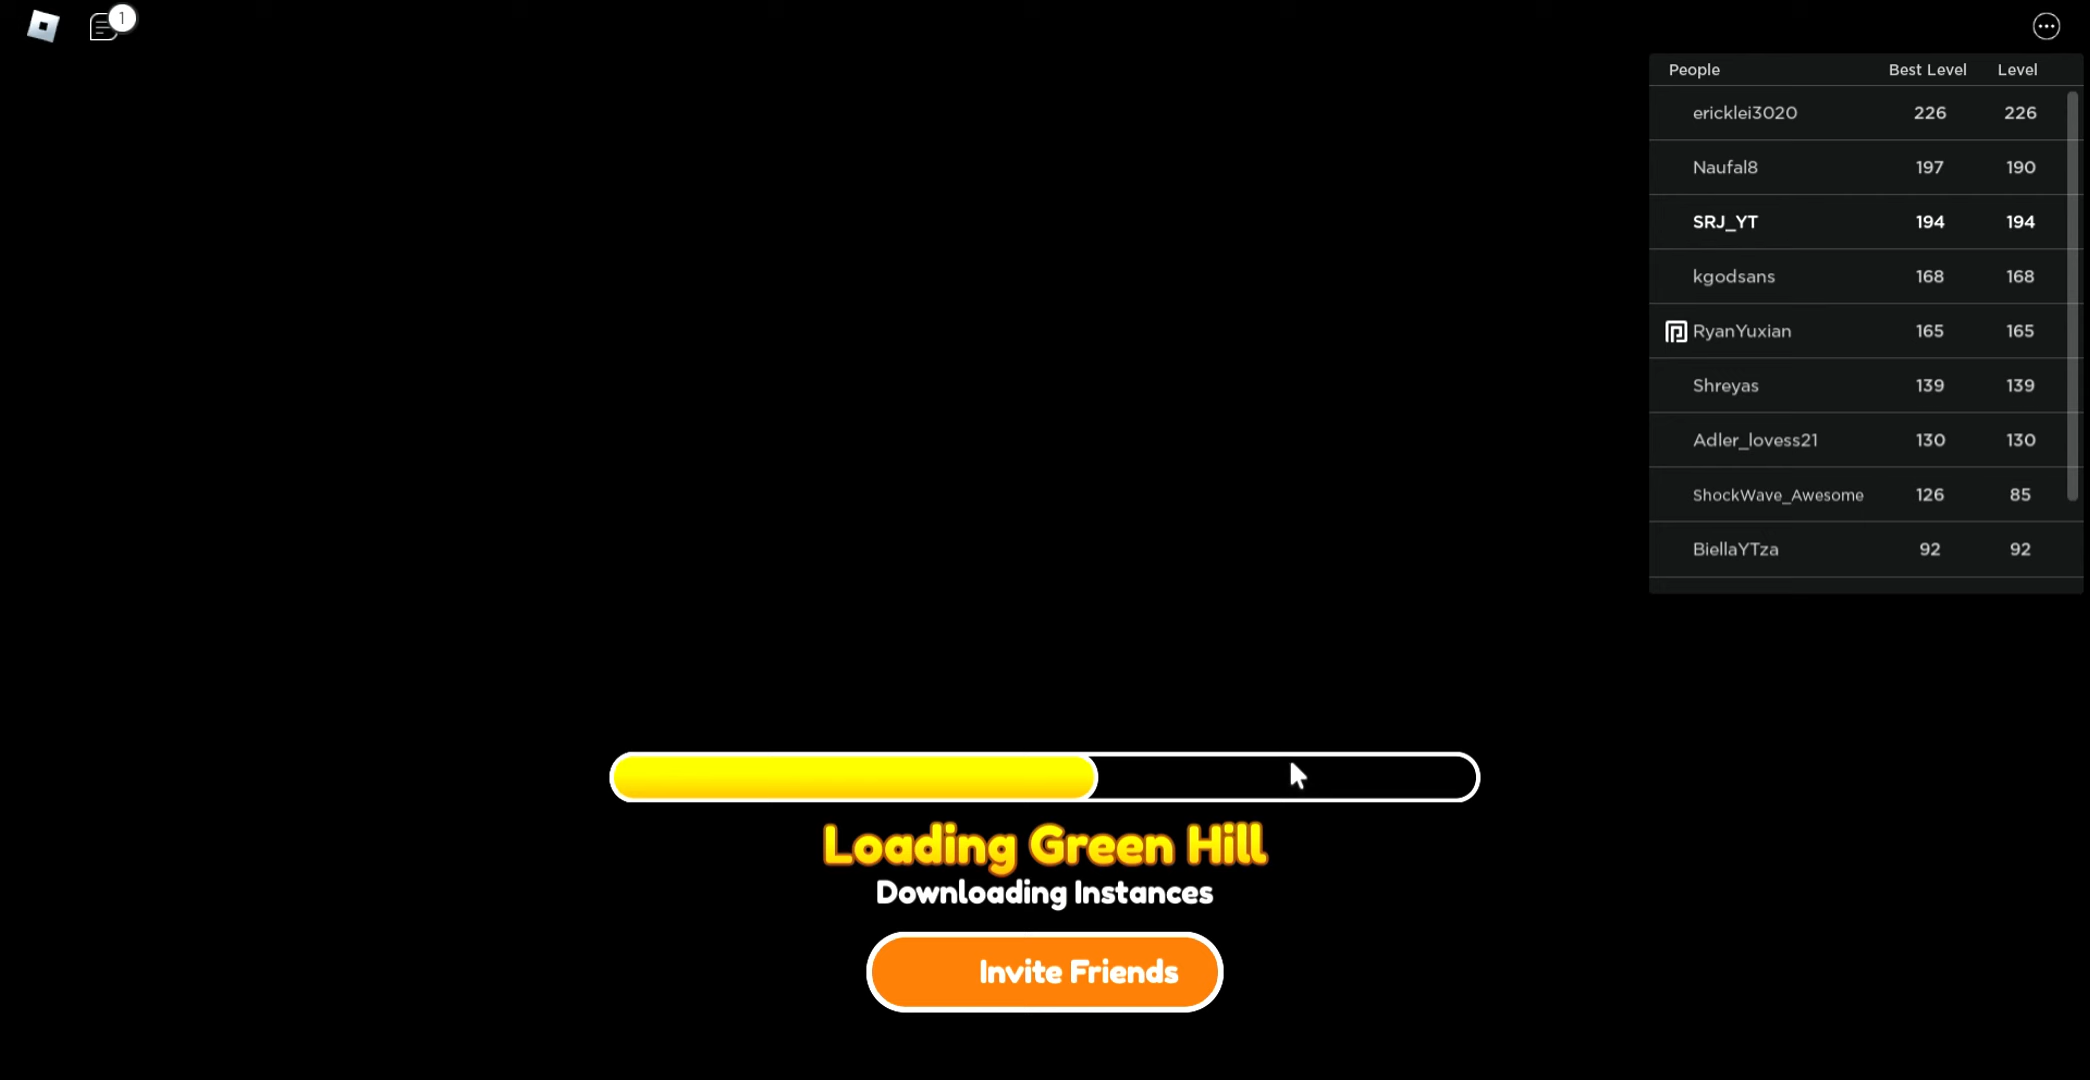 1
People Best Level Level
ericklei3020 226 226
Naufal8 197 190
SRJ_YT 194 194
kgodsans 168 168
RyanYuxian 165 165
Shreyas 139 139
Adler_lovess21 130 130
ShockWave_Awesome 126 85
BiellaYTza 92 92
Loading Green Hill
Downloading Instances
Invite Friends